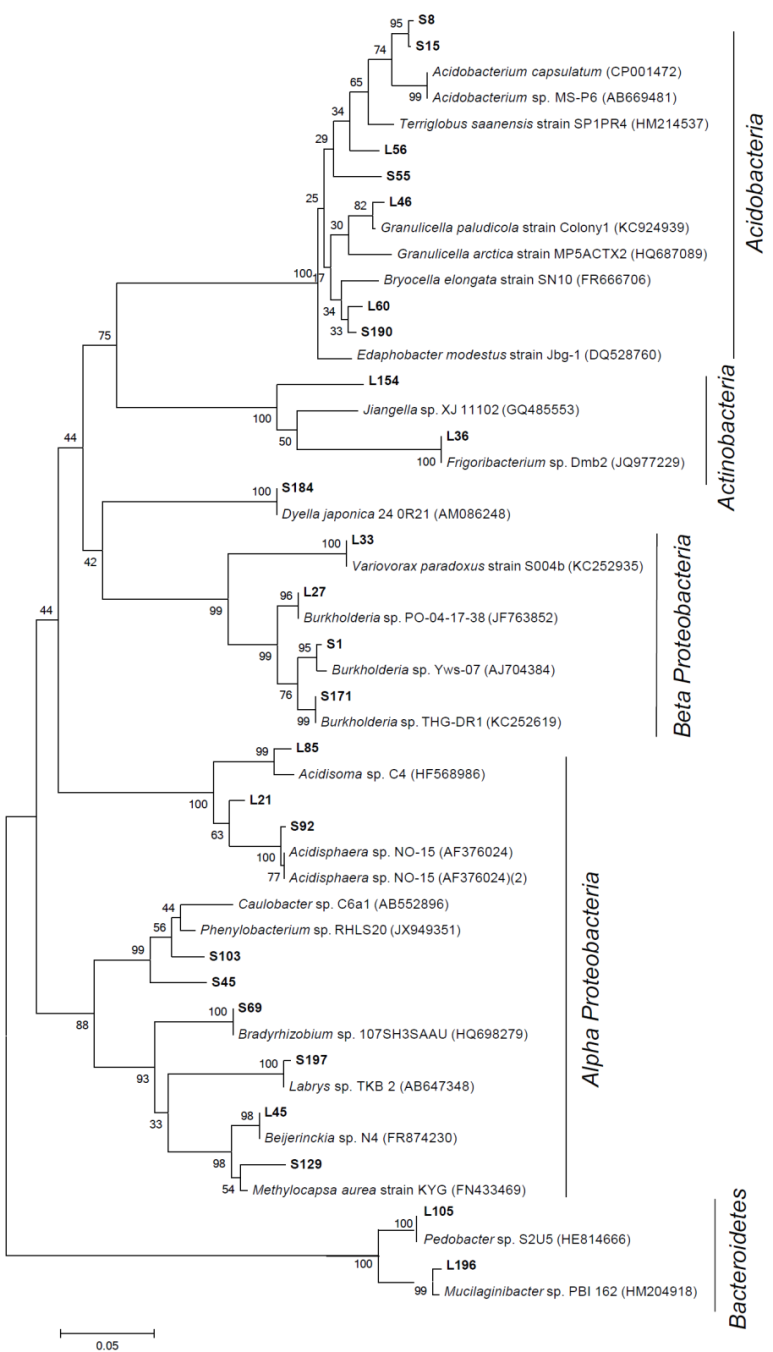 95
S8
S15
74
Acidobacterium capsulatum (CP001472)
99
Acidobacterium sp. MS-P6 (AB669481)
65
Terriglobus saanensis strain SP1PR4 (HM214537)
34
L56
29
S55
25
82
L46
Granulicella paludicola strain Colony1 (KC924939)
30
Granulicella arctica strain MP5ACTX2 (HQ687089)
100
17
Bryocella elongata strain SN10 (FR666706)
34
L60
33
S190
Edaphobacter modestus strain Jbg-1 (DQ528760)
Acidobacteria
75
L154
100
Jiangella sp. XJ 11102 (GQ485553)
50
L36
100
Frigoribacterium sp. Dmb2 (JQ977229)
Actinobacteria
44
100
S184
Dyella japonica 24 0R21 (AM086248)
42
100
L33
Variovorax paradoxus strain S004b (KC252935)
99
96
L27
Burkholderia sp. PO-04-17-38 (JF763852)
99
95
S1
Burkholderia sp. Yws-07 (AJ704384)
76
S171
99
Burkholderia sp. THG-DR1 (KC252619)
Beta Proteobacteria
44
99
L85
Acidisoma sp. C4 (HF568986)
100
L21
63
S92
100
Acidisphaera sp. NO-15 (AF376024)
77
Acidisphaera sp. NO-15 (AF376024)(2)
44
Caulobacter sp. C6a1 (AB552896)
56
Phenylobacterium sp. RHLS20 (JX949351)
99
S103
S45
88
100
S69
Bradyrhizobium sp. 107SH3SAAU (HQ698279)
93
100
S197
Labrys sp. TKB 2 (AB647348)
33
98
L45
Beijerinckia sp. N4 (FR874230)
98
S129
54
Methylocapsa aurea strain KYG (FN433469)
Alpha Proteobacteria
L105
100
Pedobacter sp. S2U5 (HE814666)
100
L196
99
Mucilaginibacter sp. PBI 162 (HM204918)
Bacteroidetes
0.05